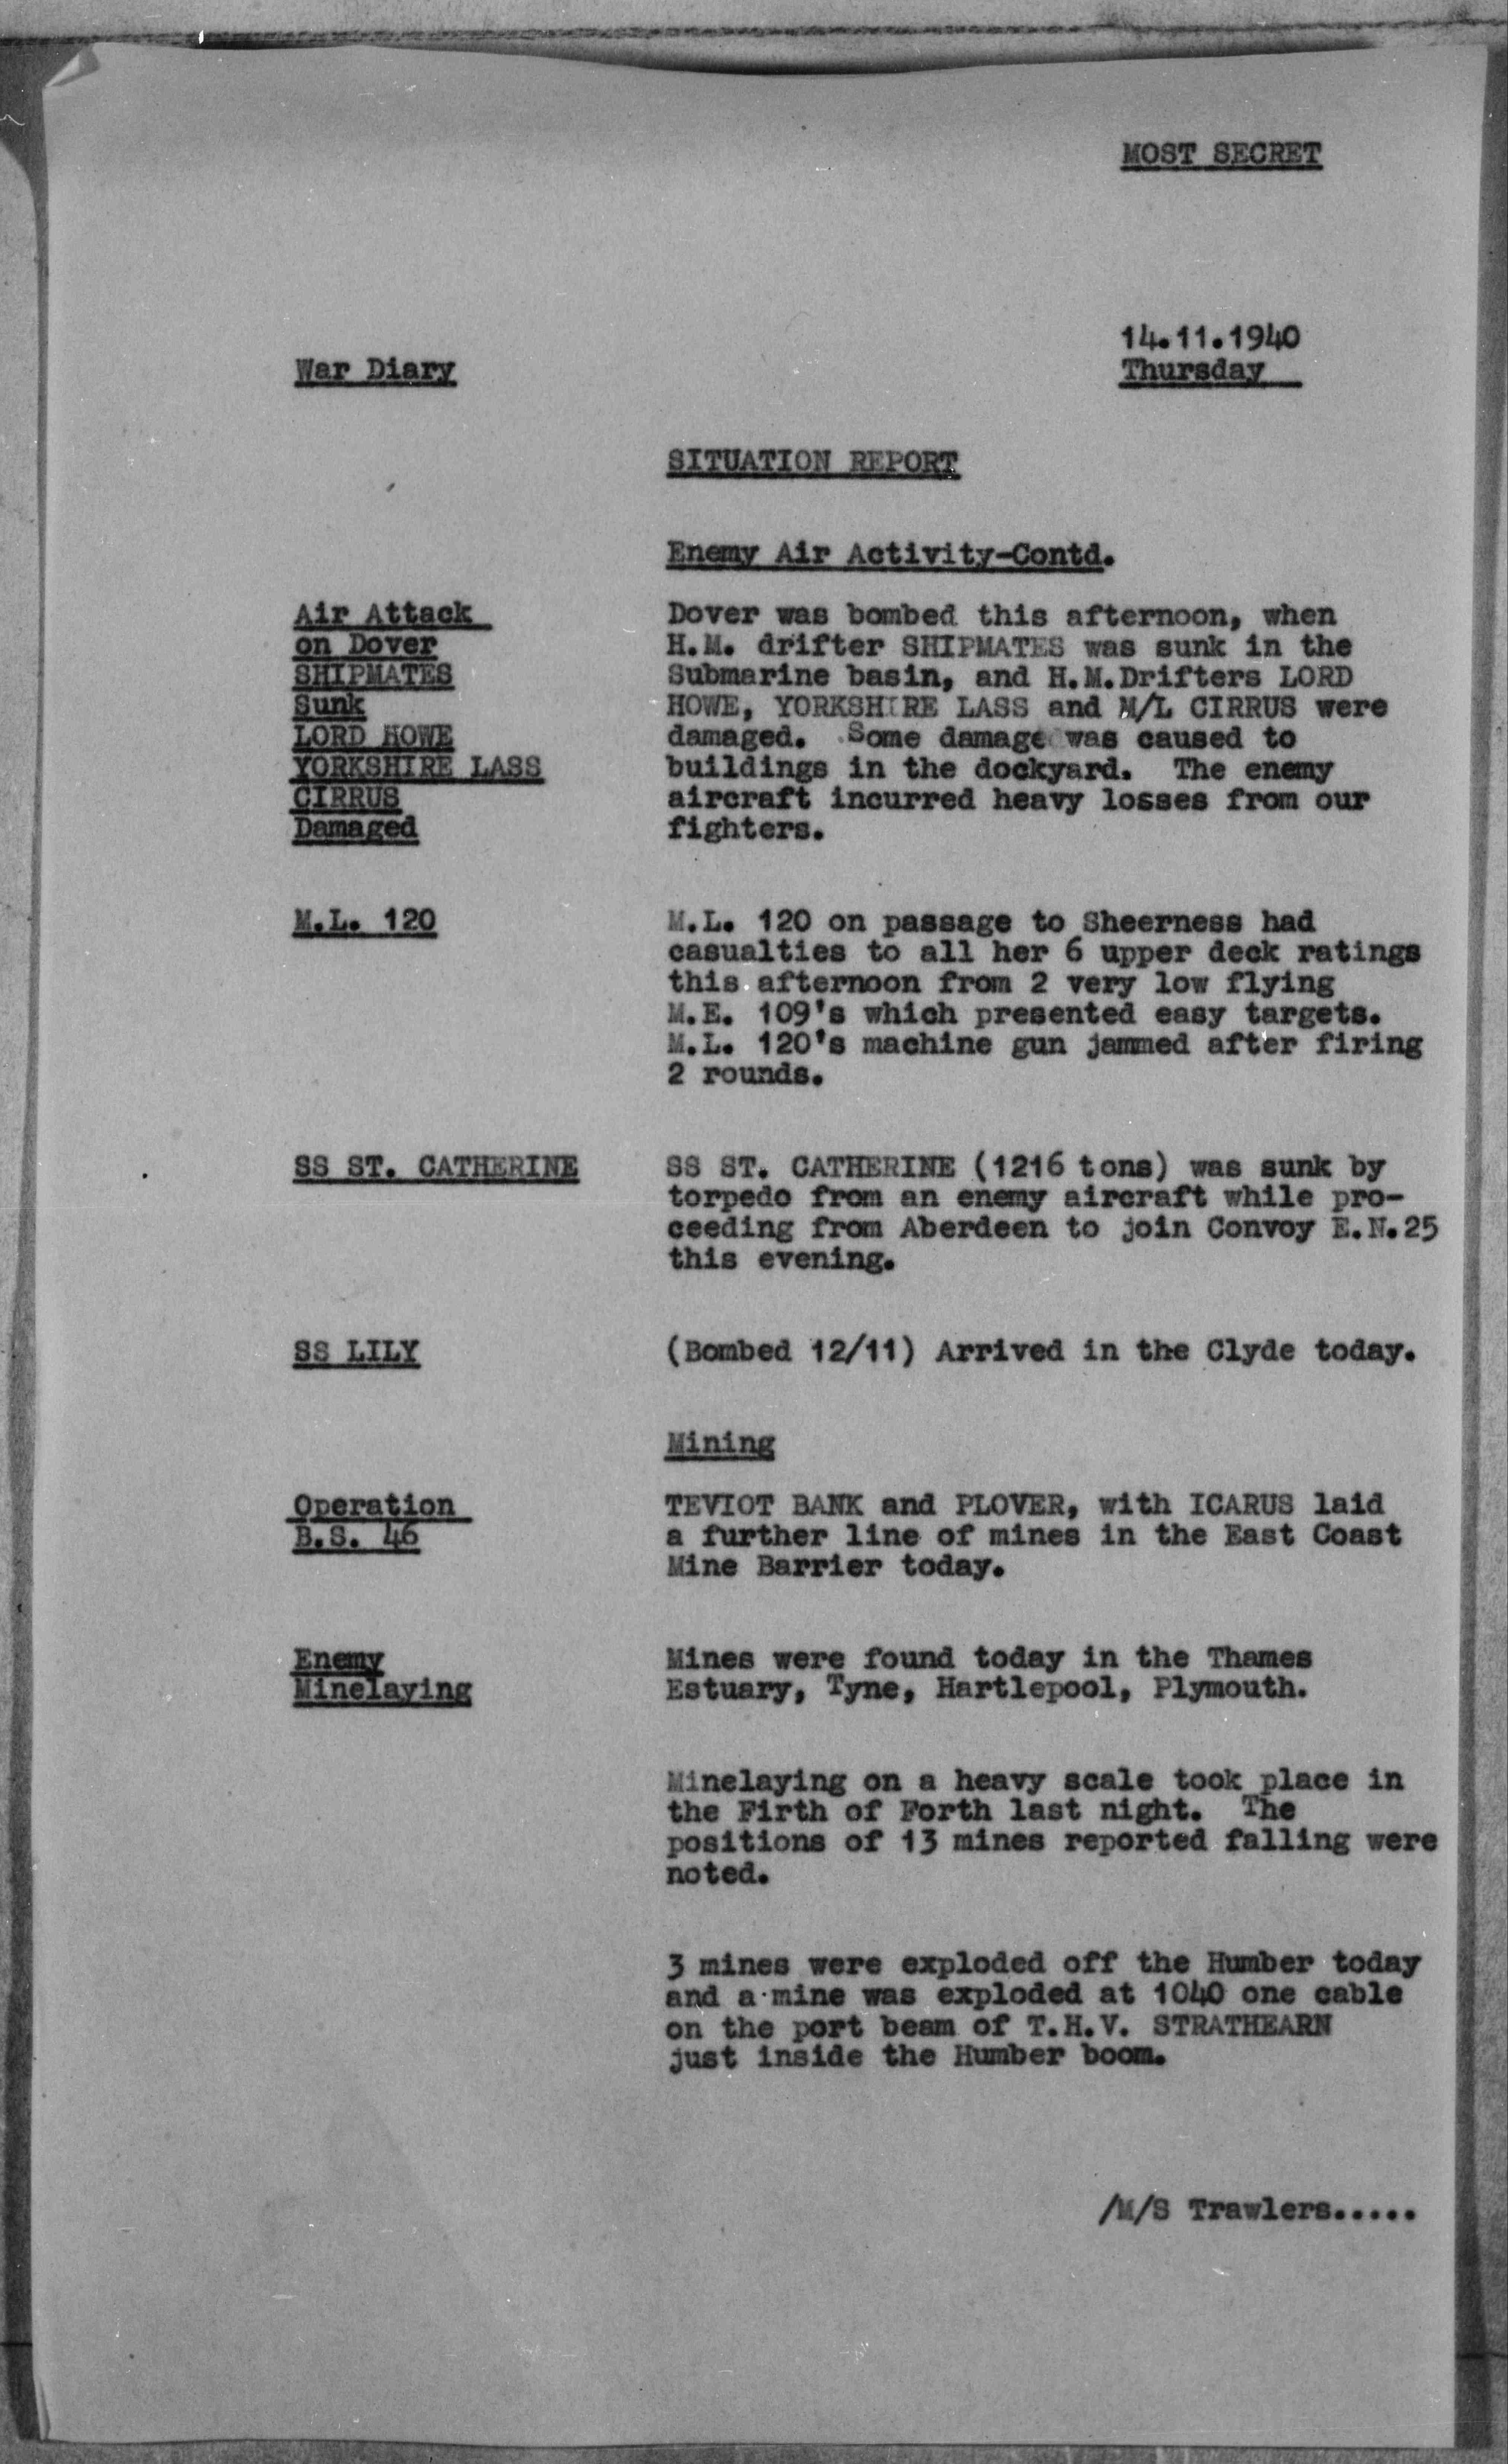 MOST SECRET
14.11.1940
War Diary
Thursday
SITUATION REPORT
Enemy Air Activity-Contd.
Air Attack
on Dover
SHIPMATES
Sunk
LORD HOWE
YORKSHIRE LASS
CIRRUS
Damaged
Dover was bombed this afternoon, when
H.M. drifter SHIPMATES was sunk in the
Submarine basin, and H.M.Drifters LORD
HOWE, YORKSHIRE LASS and M/L CIRRUS were
damaged. Some damage was caused to
buildings in the dockyard. The enemy
aircraft incurred heavy losses from our
fighters.
M.L. 120
M.L. 120 on passage to Sheerness had
casualties to all her 6 upper deck ratings
this afternoon from 2 very low flying
M.E. 109's which presented easy targets.
M.L. 120's machine gun jammed after firing
2 rounds.
SS ST. CATHERINE
SS ST. CATHERINE (1216 tons) was sunk by
torpedo from an enemy aircraft while pro-
ceeding from Aberdeen to join Convoy E.N.25
this evening.
SS LILY
(Bombed 12/11) Arrived in the Clyde today.
Mining
Operation
B.S. 46
TEVIOT BANK and PLOVER, with ICARUS laid
a further line of mines in the East Coast
Mine Barrier today.
Enemy
Minelaying
Mines were found today in the Thames
Estuary, Tyne, Hartlepool, Plymouth.
Minelaying on a heavy scale took place in
the Firth of Forth last night. The
positions of 13 mines reported falling were
noted.
3 mines were exploded off the Humber today
and a mine was exploded at 1040 one cable
on the port beam of T.H.V. STRATHEARN
just inside the Humber boom.
/M/S Trawlers.....